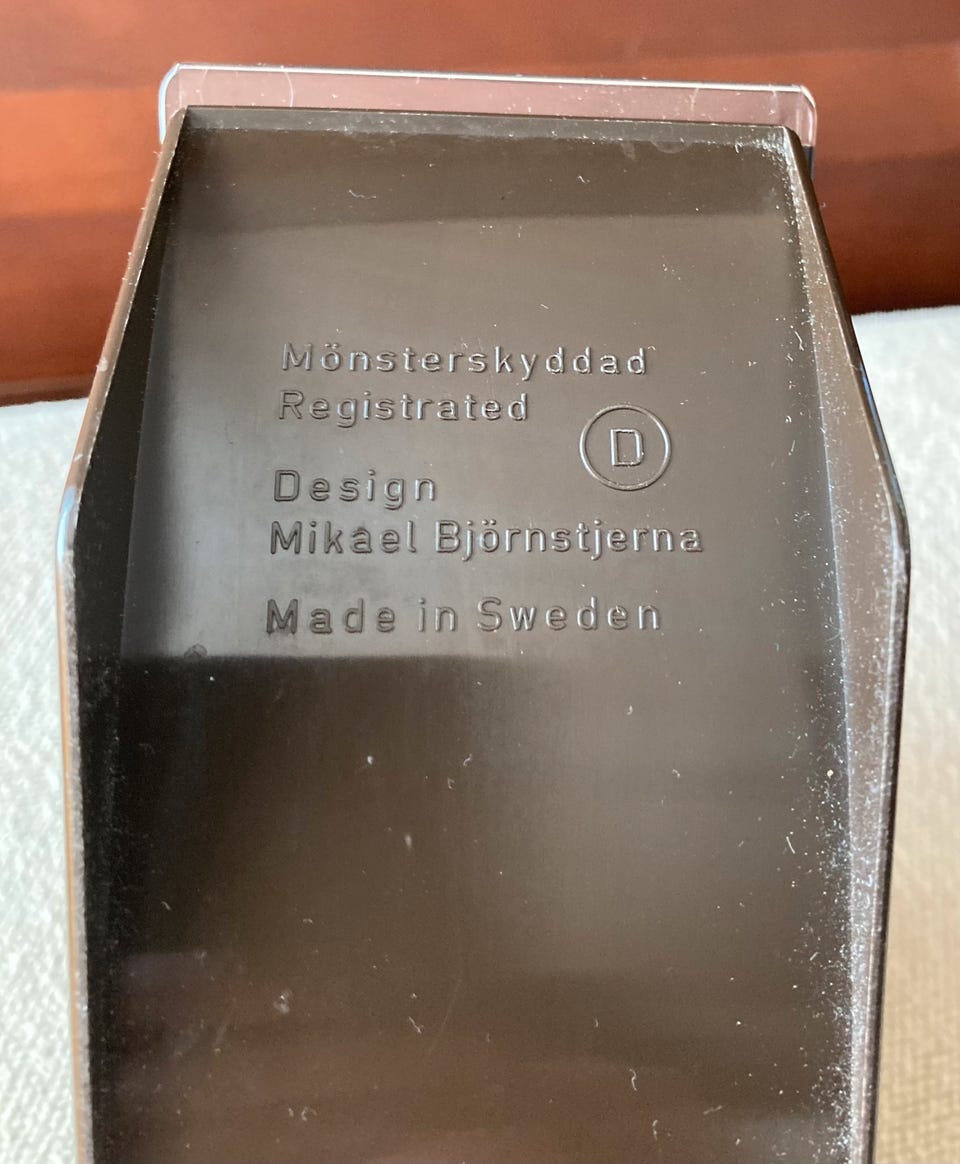 Mönsterskyddad
Registrated
D
Design
Mikael Björnstjerna
Made in Sweden